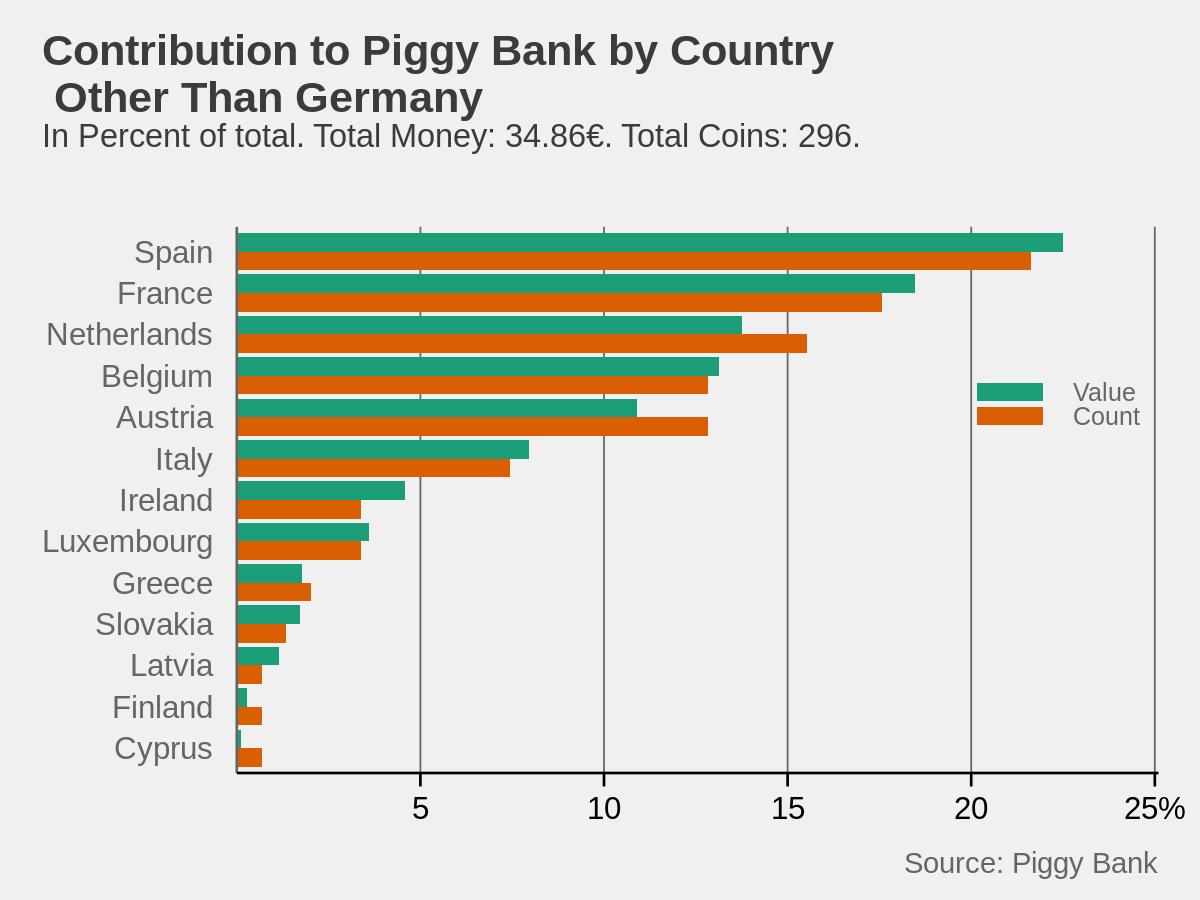 Contribution to Piggy Bank by Country
Other Than Germany
In Percent of total. Total Money: 34.86€. Total Coins: 296.
Spain
France
Netherlands
Belgium
Austria
Italy
Ireland
Luxembourg
Greece
Slovakia
Latvia
Finland
Cyprus
Value
Count
5 10 15 20 25%
Source: Piggy Bank